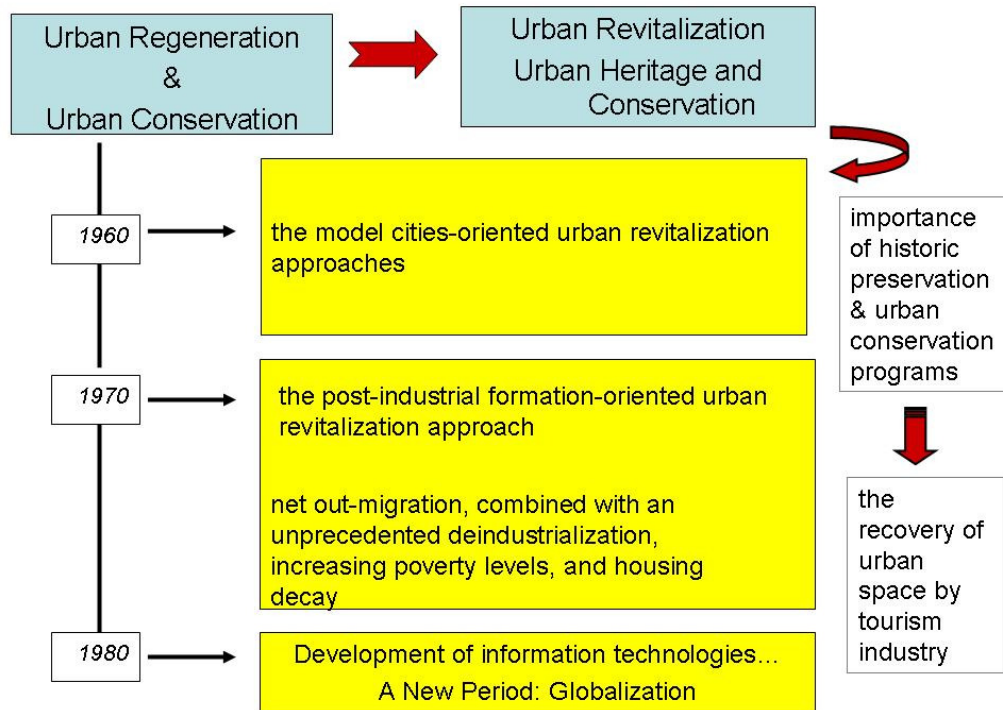 Urban Regeneration
&
Urban Conservation
Urban Revitalization
Urban Heritage and
Conservation
1960
the model cities-oriented urban revitalization
approaches
1970
the post-industrial formation-oriented urban
revitalization approach
net out-migration, combined with an
unprecedented deindustrialization,
increasing poverty levels, and housing
decay
1980
Development of information technologies...
A New Period: Globalization
importance
of historic
preservation
& urban
conservation
programs
the
recovery of
urban
space by
tourism
industry